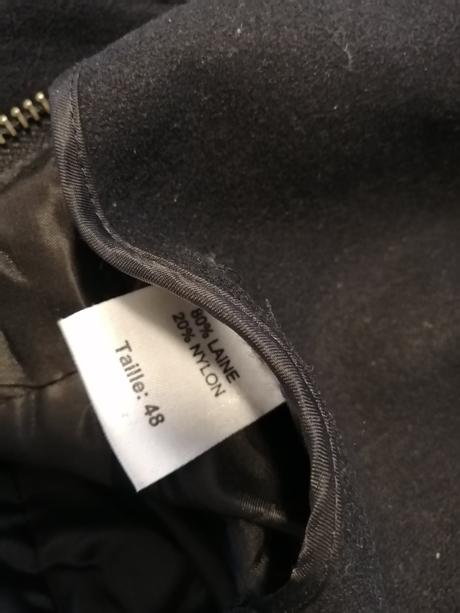 80% LAINE
20% NYLON
Taille: 48